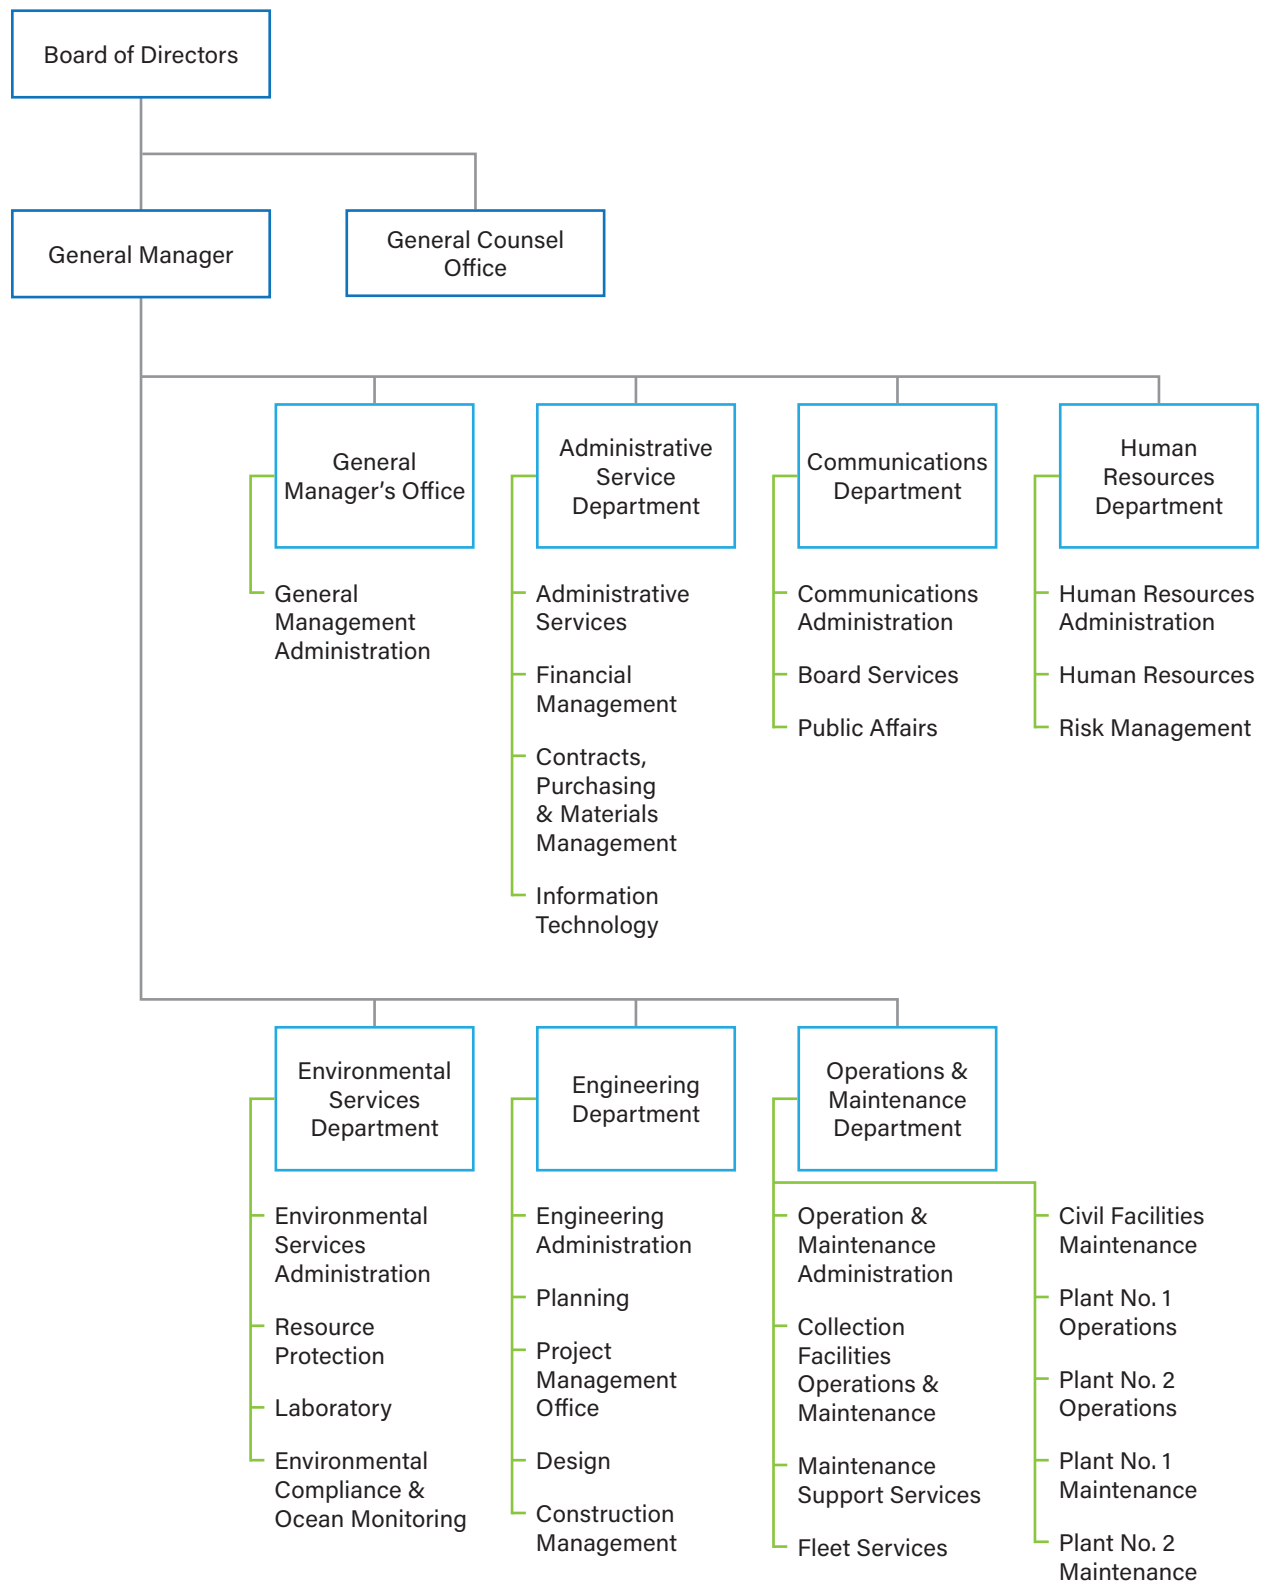 Board of Directors
General Manager
General Counsel
Office
General
Manager’s Office
General
Management
Administration
Administrative
Service
Department
Administrative
Services
Financial
Management
Contracts,
Purchasing
& Materials
Management
Information
Technology
Communications
Department
Communications
Administration
Board Services
Public Affairs
Human
Resources
Department
Human Resources
Administration
Human Resources
Risk Management
Environmental
Services
Department
Environmental
Services
Administration
Resource
Protection
Laboratory
Environmental
Compliance &
Ocean Monitoring
Engineering
Department
Engineering
Administration
Planning
Project
Management
Office
Design
Construction
Management
Operations &
Maintenance
Department
Operation &
Maintenance
Administration
Collection
Facilities
Operations &
Maintenance
Maintenance
Support Services
Fleet Services
Civil Facilities
Maintenance
Plant No. 1
Operations
Plant No. 2
Operations
Plant No. 1
Maintenance
Plant No. 2
Maintenance